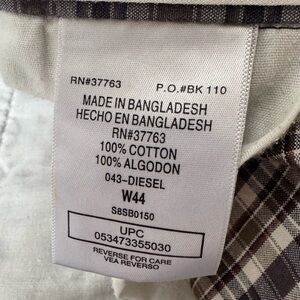 RN#37763 P.O.#BK 110
MADE IN BANGLADESH
HECHO EN BANGLADESH
RN#37763
100% COTTON
100% ALGODON
043-DIESEL
W44
S8SB0150
UPC
053473355030
REVERSE FOR CARE
VEA REVERSO